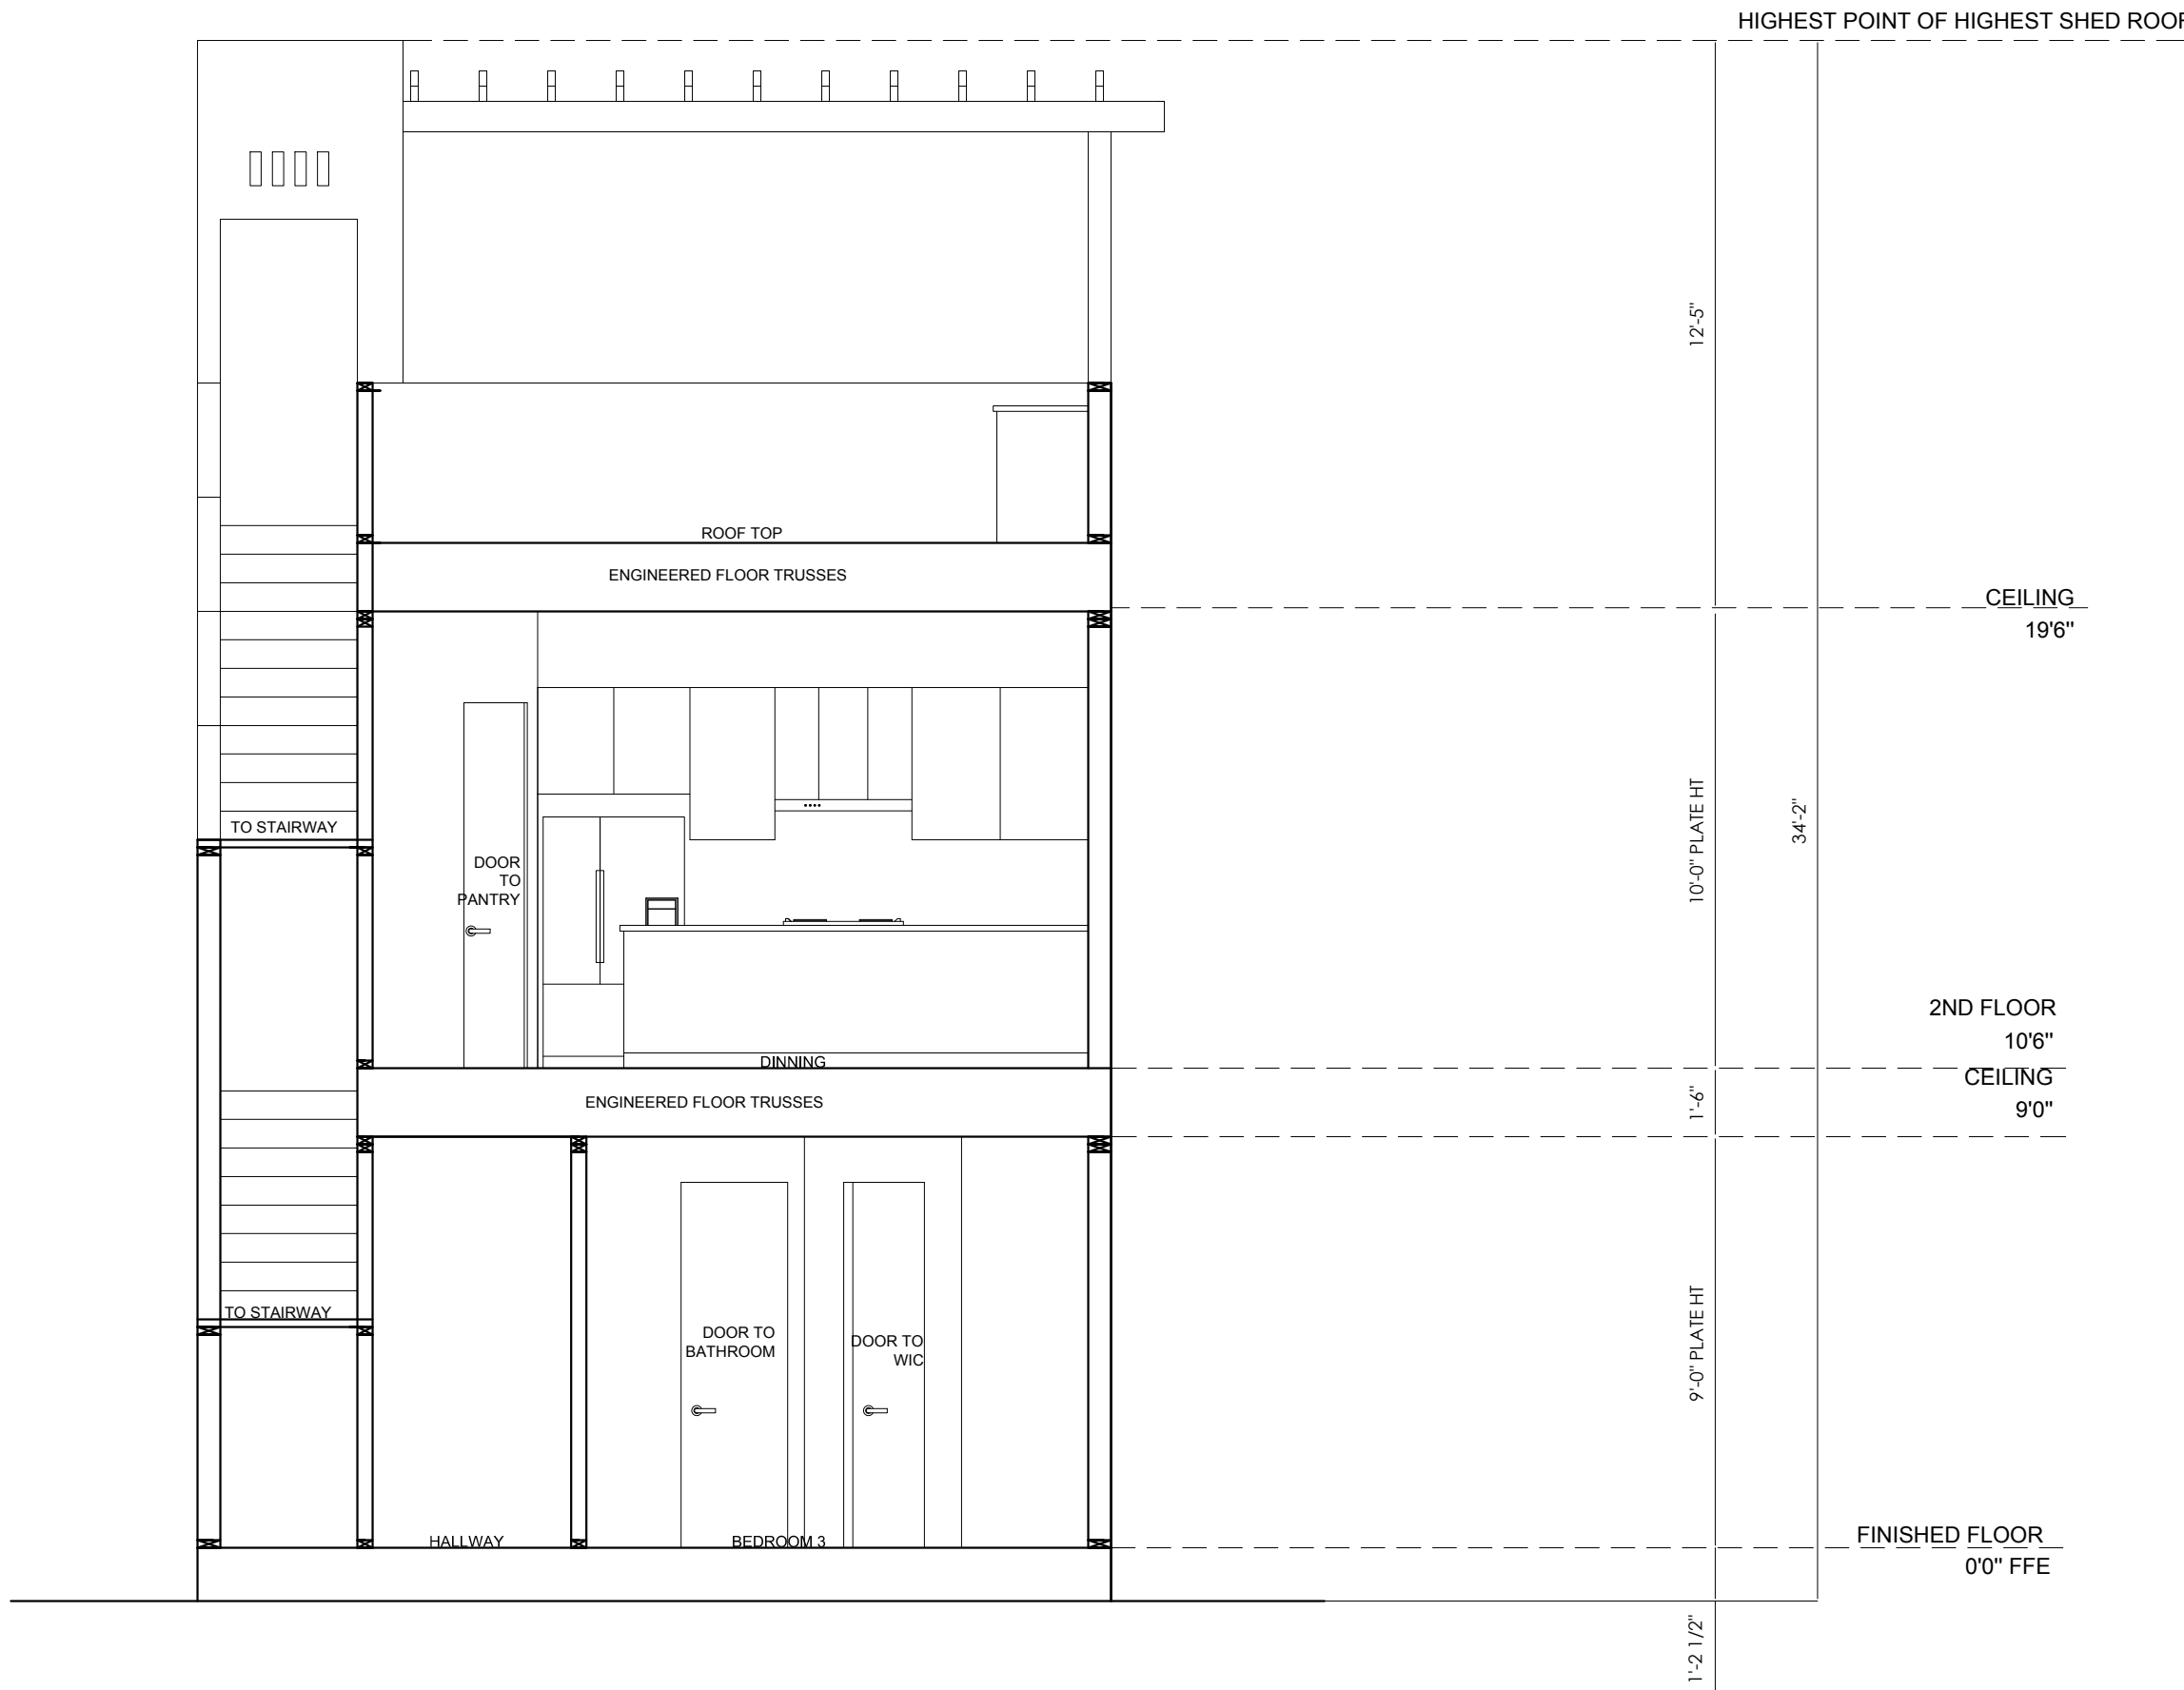 HIGHEST POINT OF HIGHEST SHED ROOF
12'-5"
ROOF TOP
ENGINEERED FLOOR TRUSSES
CEILING
19'6"
TO STAIRWAY
DOOR
TO
PANTRY
10'-0" PLATE HT
34'-2"
2ND FLOOR
10'6"
DINNING
CEILING
9'0"
ENGINEERED FLOOR TRUSSES
1'-6"
TO STAIRWAY
DOOR TO
BATHROOM
DOOR TO
WIC
9'-0" PLATE HT
HALLWAY
BEDROOM 3
FINISHED FLOOR
0'0" FFE
1'-2 1/2"